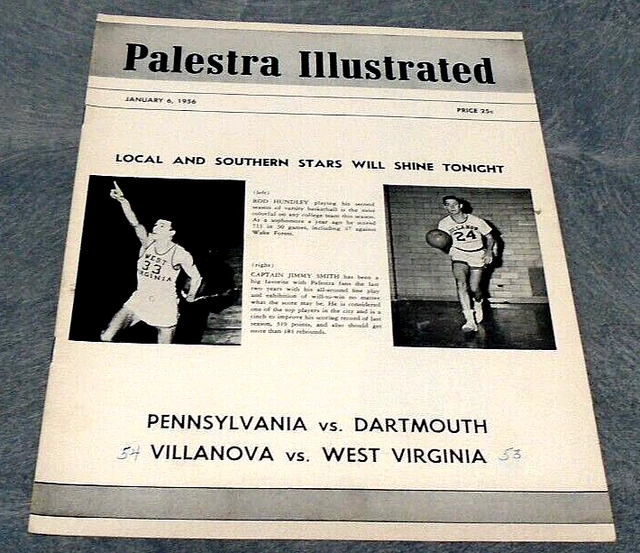 Palestra Illustrated
JANUARY 6, 1956
PRICE 25c
LOCAL AND SOUTHERN STARS WILL SHINE TONIGHT
(left)
ROD HUNDLEY playing his second
season of varsity basketball is the most
colorful on any college team this season.
As a sophomore a year ago he scored
711 in 30 games, including 47 against
Wake Forest.
(right)
CAPTAIN JIMMY SMITH has been a
big favorite with Palestra fans the last
two years with his all-around fine play
and exhibition of will-to-win no matter
what the score may be. He is considered
one of the top players in the city and is a
cinch to improve his scoring record of last
season, 319 points, and also should get
more than 181 rebounds.
WEST
33
VIRGINIA
VILLANOVA
24
PENNSYLVANIA vs. DARTMOUTH
54 VILLANOVA vs. WEST VIRGINIA 53